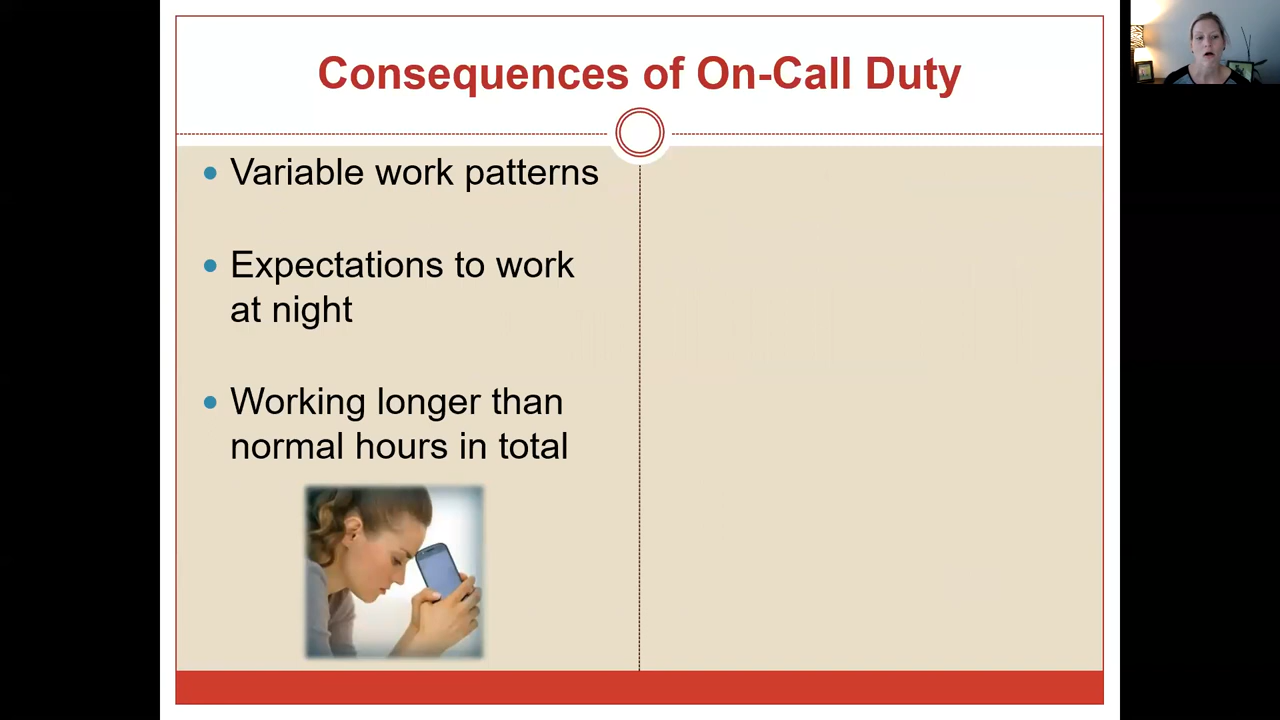 Consequences of On-Call Duty
Variable work patterns
Expectations to work
at night
Working longer than
normal hours in total